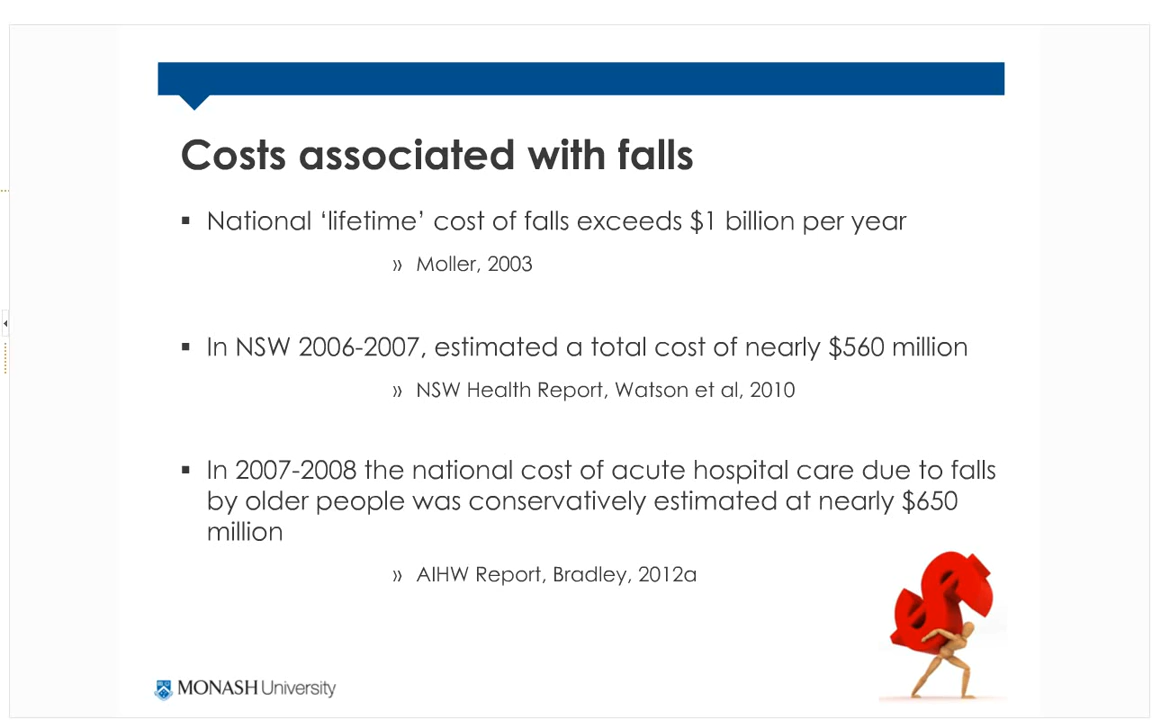 Costs associated with falls
▪ National ‘lifetime’ cost of falls exceeds $1 billion per year
» Moller, 2003
▪ In NSW 2006-2007, estimated a total cost of nearly $560 million
» NSW Health Report, Watson et al, 2010
▪ In 2007-2008 the national cost of acute hospital care due to falls
by older people was conservatively estimated at nearly $650
million
» AIHW Report, Bradley, 2012a
MONASH University